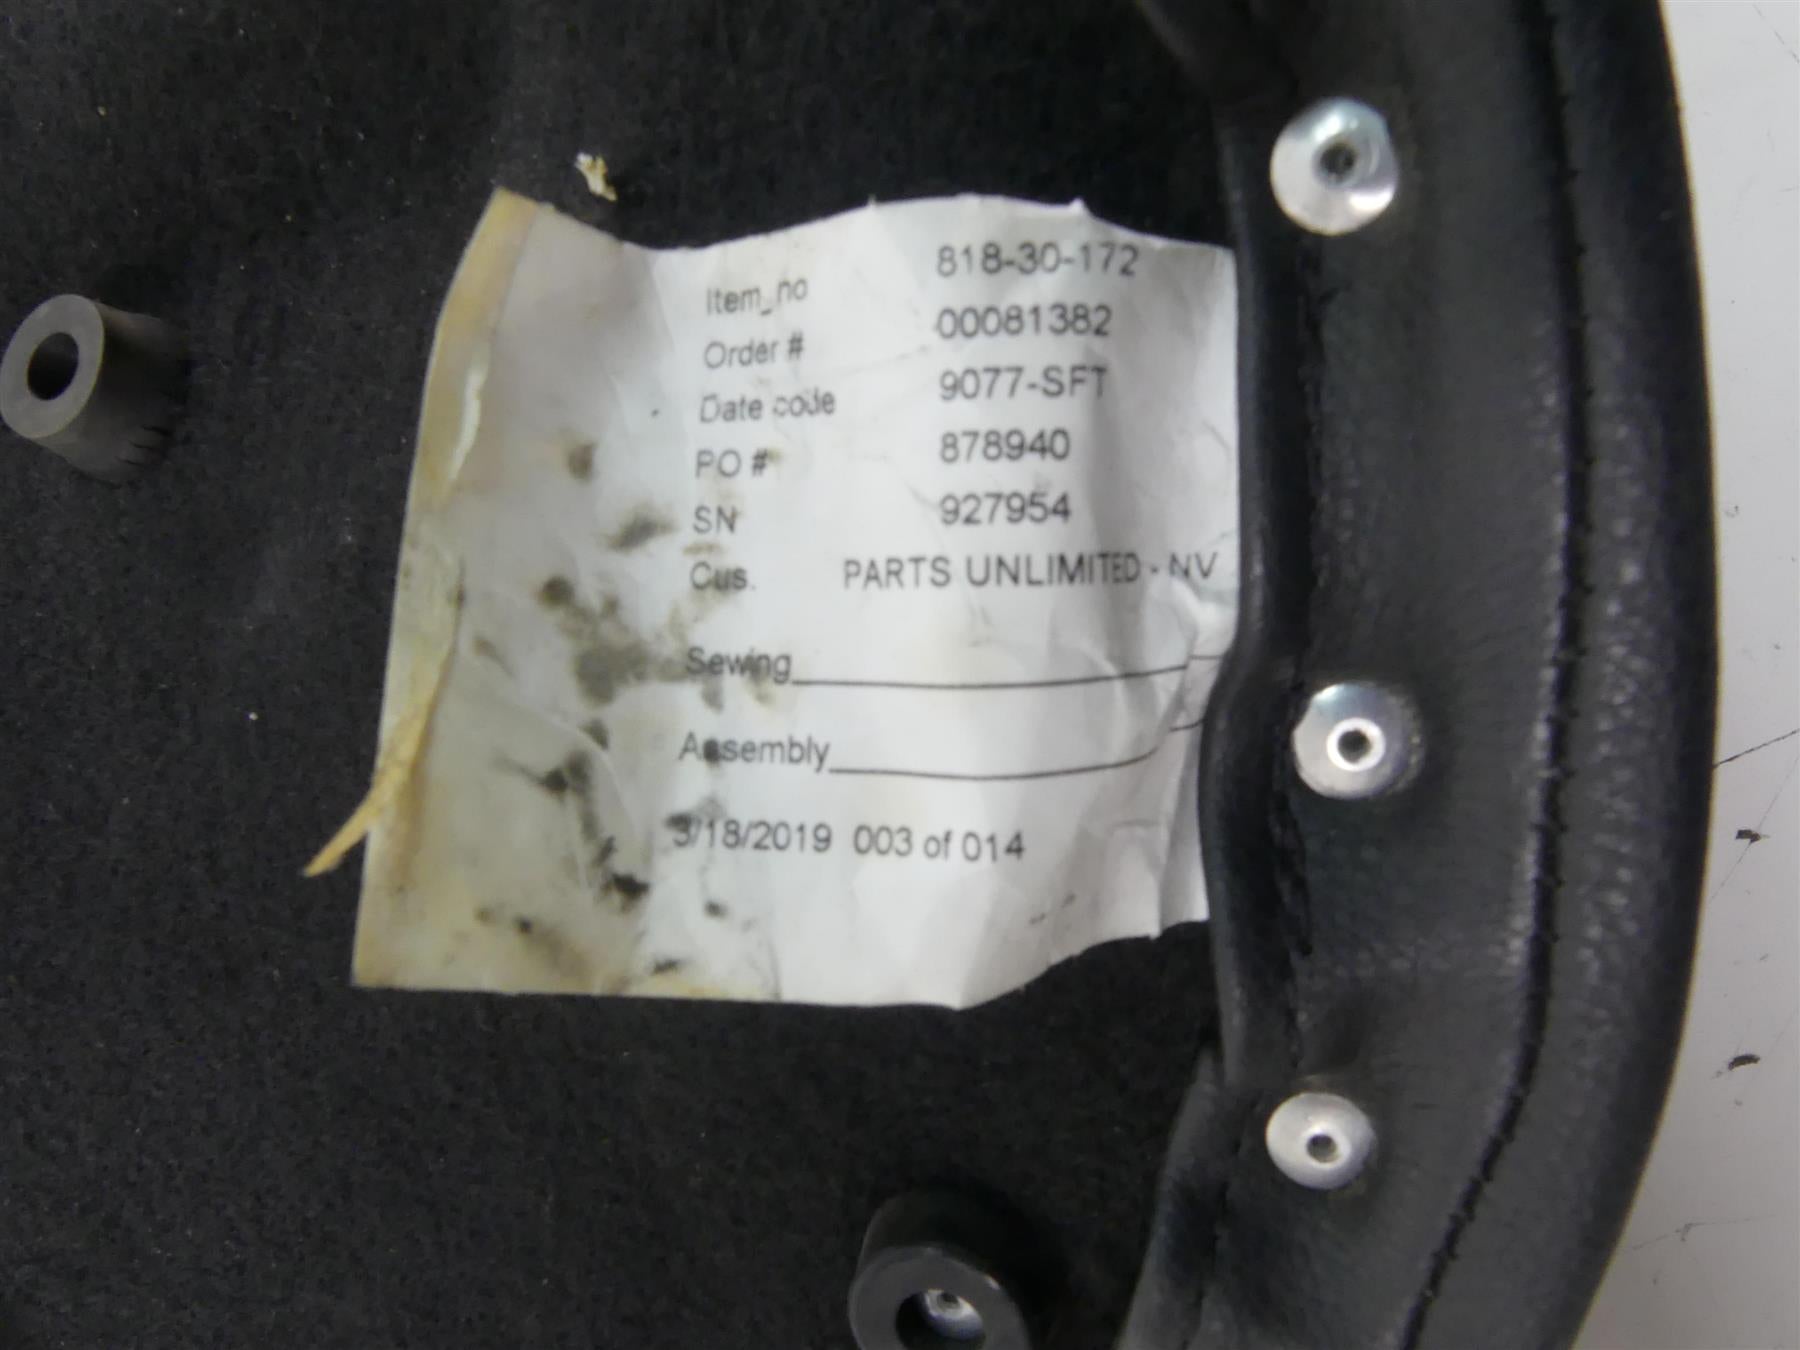 Item_no 818-30-172
Order # 00081382
Date code 9077-SFT
PO # 878940
SN 927954
Cus. PARTS UNLIMITED - NV
Sewing
Assembly
3/18/2019 003 of 014